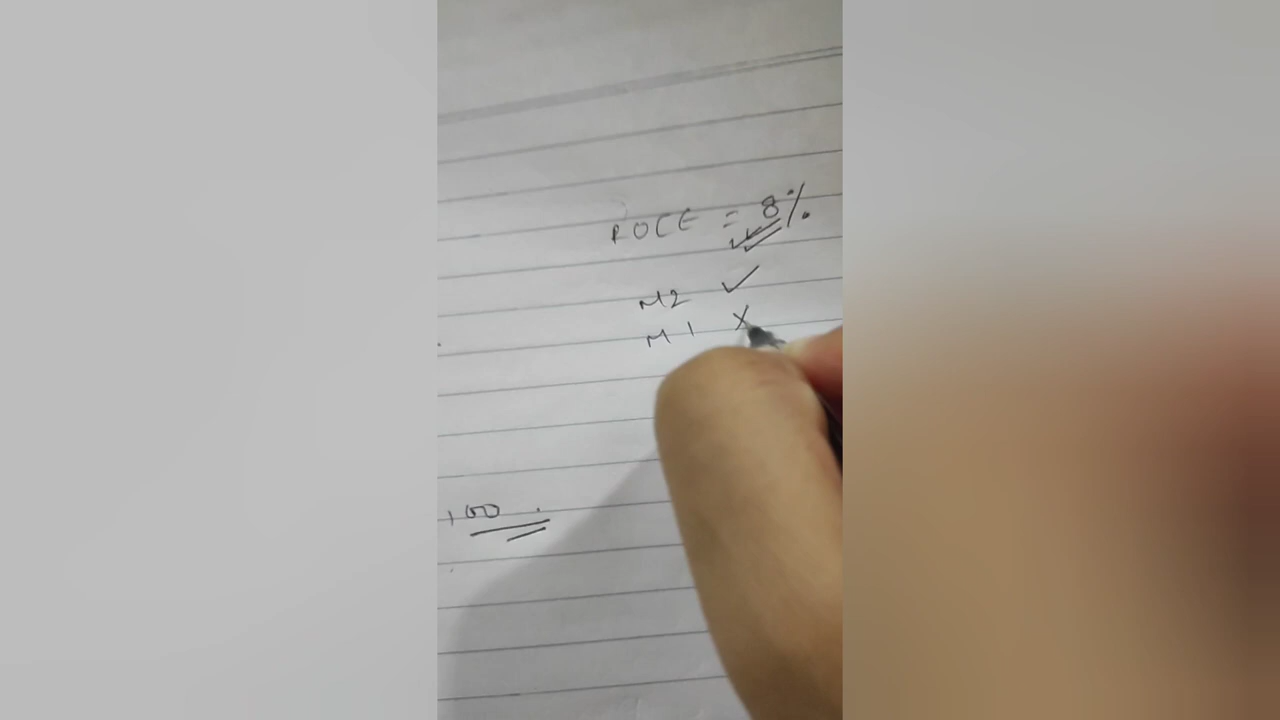 ROCE = 8%
M2 ✓
M1 X
100